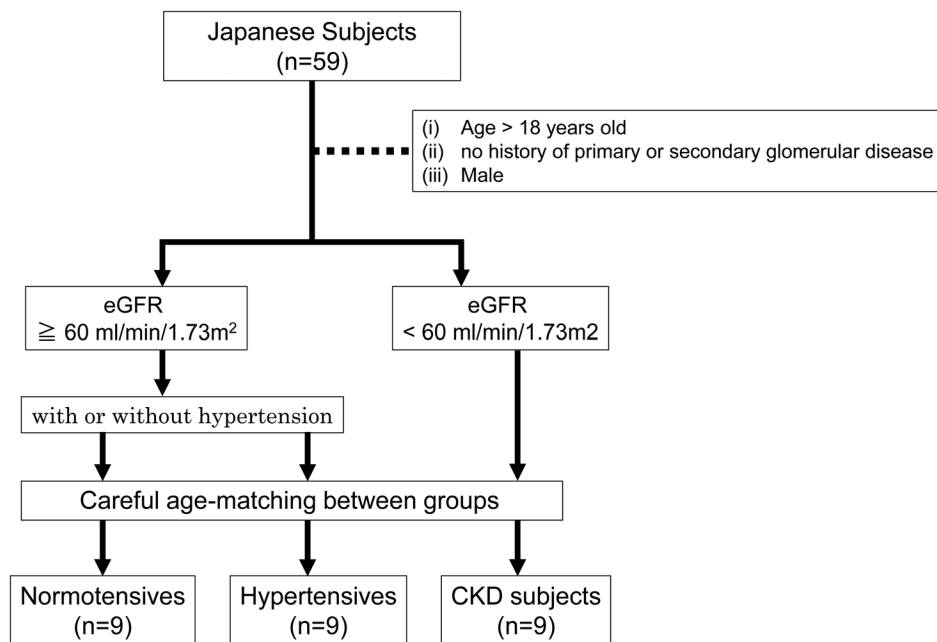 Japanese Subjects
(n=59)
(i) Age > 18 years old
(ii) no history of primary or secondary glomerular disease
(iii) Male
eGFR
≧ 60 ml/min/1.73m²
eGFR
< 60 ml/min/1.73m2
with or without hypertension
Careful age-matching between groups
Normotensives
(n=9)
Hypertensives
(n=9)
CKD subjects
(n=9)